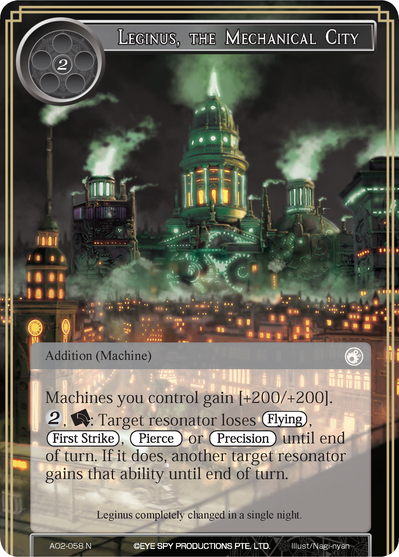 2
Leginus, the Mechanical City
Addition (Machine)
Machines you control gain [+200/+200].
2, : Target resonator loses Flying,
First Strike, Pierce or Precision until end
of turn. If it does, another target resonator
gains that ability until end of turn.
Leginus completely changed in a single night.
A02-058 N ©EYE SPY PRODUCTIONS PTE. LTD. Illust/Nagi-nyan